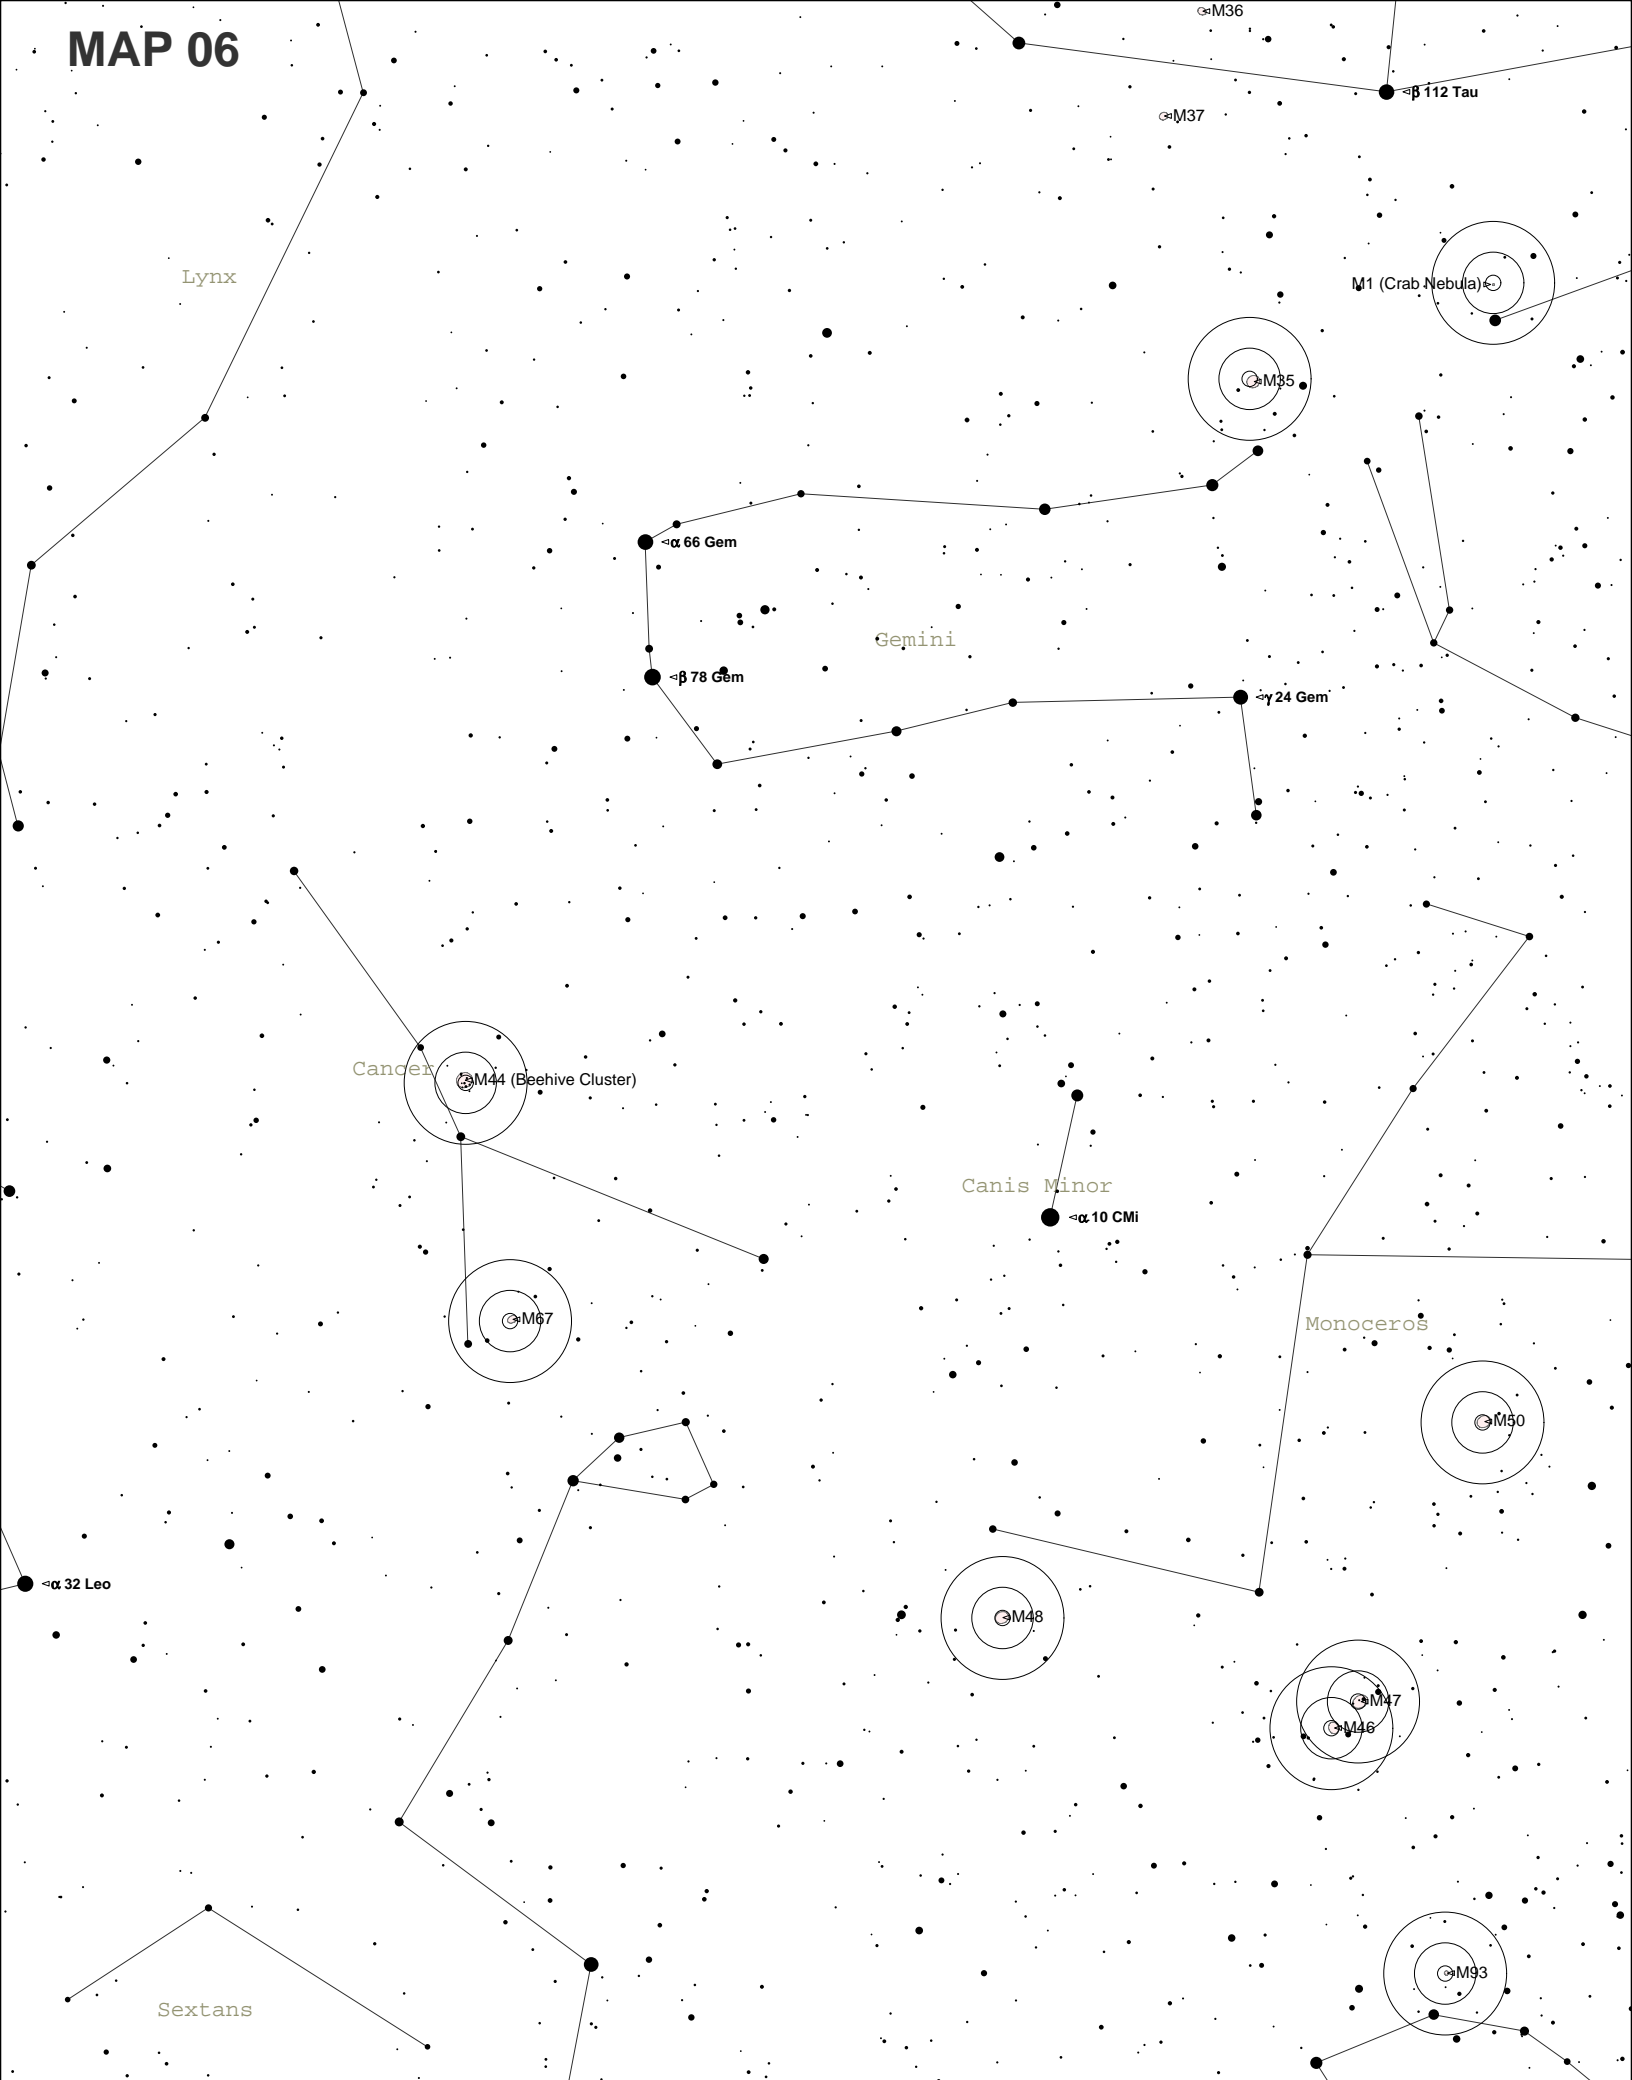 M36
MAP 06
β 112 Tau
M37
Lynx
M1 (Crab Nebula)
M35
α 66 Gem
Gemini
β 78 Gem
γ 24 Gem
Cancer
M44 (Beehive Cluster)
Canis Minor
α 10 CMi
M67
Monoceros
M50
α 32 Leo
M48
M47
M46
M93
Sextans